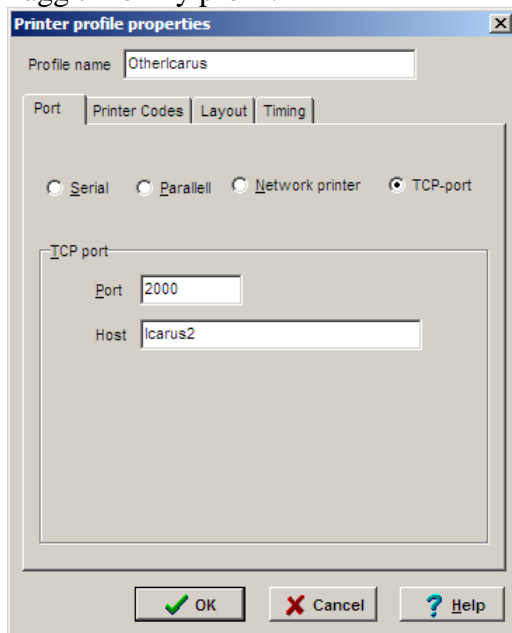 Printer profile properties
Profile name OtherIcarus
Port Printer Codes Layout Timing
Serial Parallell Network printer TCP-port
TCP port
Port 2000
Host Icarus2
OK Cancel Help